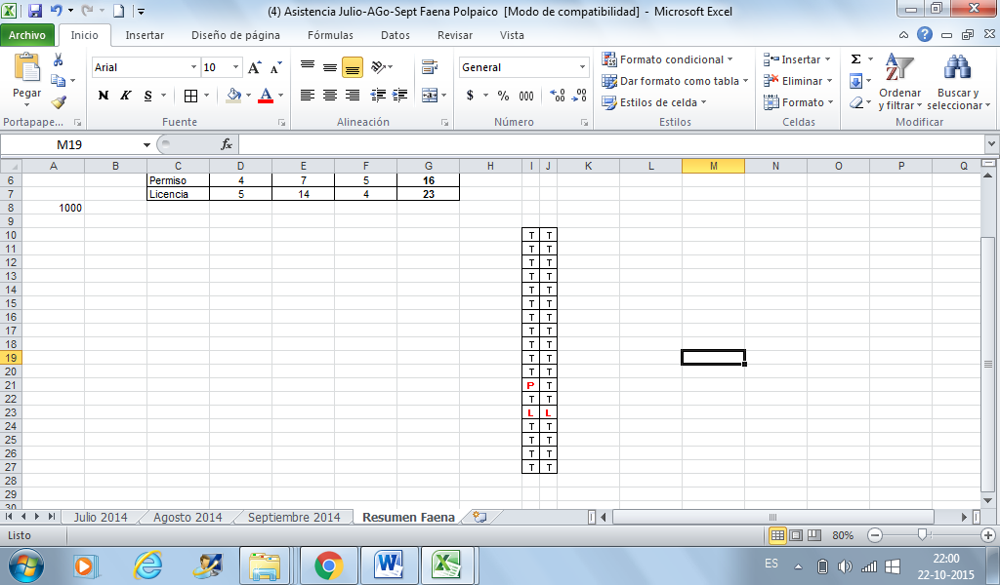 (4) Asistencia Julio-AGo-Sept Faena Polpaico [Modo de compatibilidad] - Microsoft Excel
Archivo Inicio Insertar Diseño de página Fórmulas Datos Revisar Vista
Pegar
Arial 10 A A
N K S A
General
$ % 000
Formato condicional
Dar formato como tabla
Estilos de celda
Insertar
Eliminar
Formato
Σ
Ordenar y filtrar
Buscar y seleccionar
Portapape... Fuente Alineación Número Estilos Celdas Modificar
M19 fx
A B C D E F G H I J K L M N O P Q
6 Permiso 4 7 5 16
7 Licencia 5 14 4 23
8 1000
9
10 T T
11 T T
12 T T
13 T T
14 T T
15 T T
16 T T
17 T T
18 T T
19 T T
20 T T
21 P T
22 T T
23 L L
24 T T
25 T T
26 T T
27 T T
28
29
30
Julio 2014 Agosto 2014 Septiembre 2014 Resumen Faena
Listo 80%
ES 22:00
22-10-2015